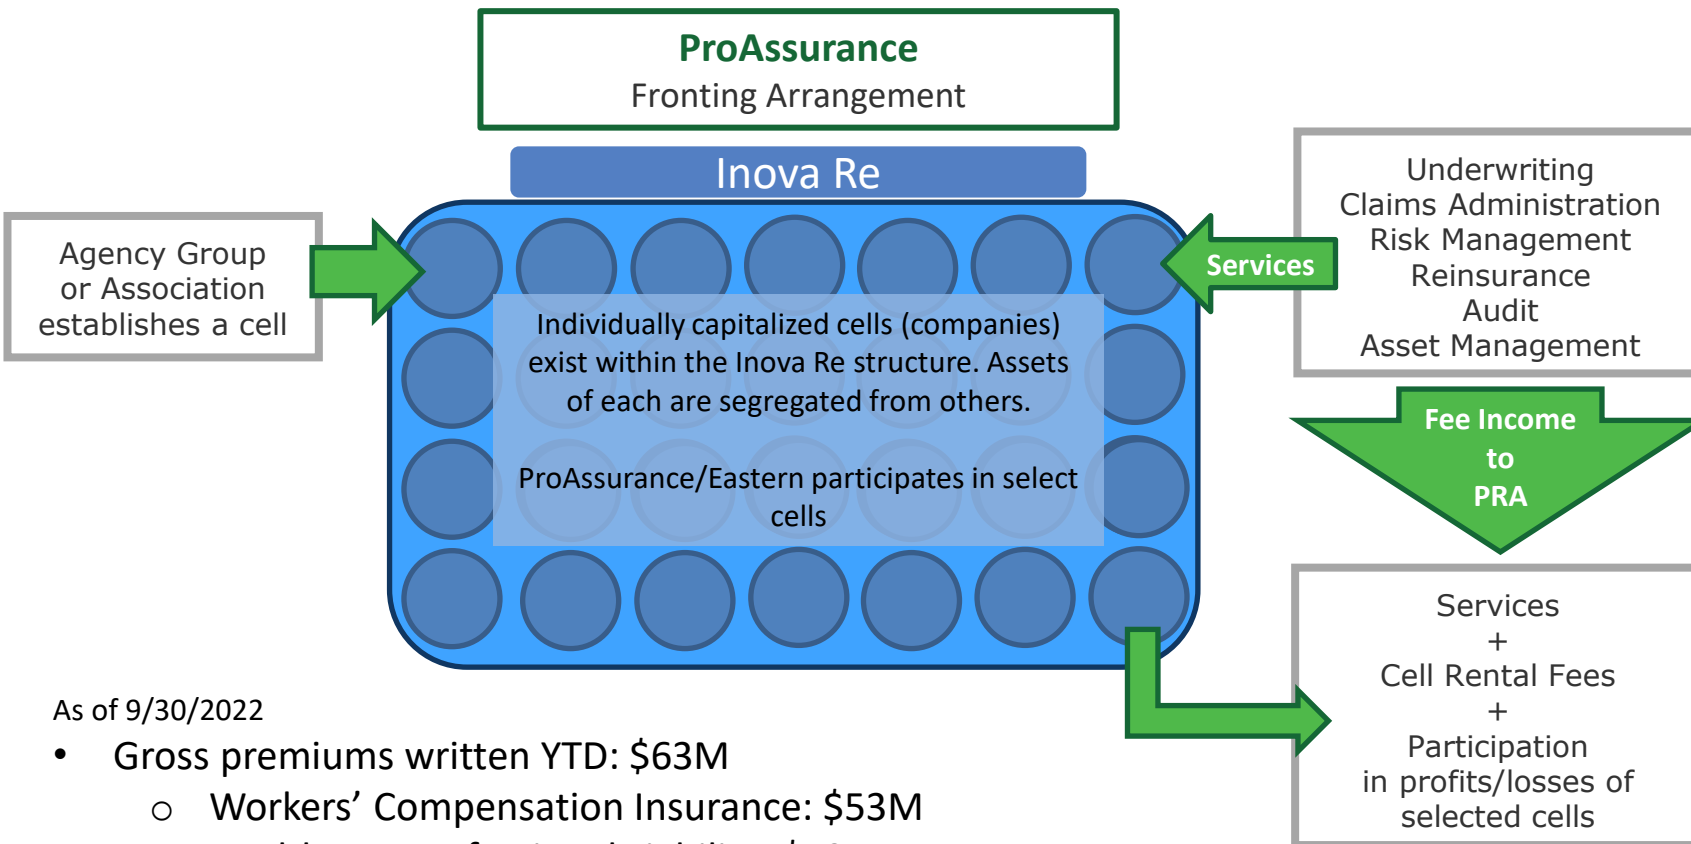 ProAssurance
Fronting Arrangement
Inova Re
Agency Group
or Association
establishes a cell
Individually capitalized cells (companies)
exist within the Inova Re structure. Assets
of each are segregated from others.
ProAssurance/Eastern participates in select
cells
Services
Underwriting
Claims Administration
Risk Management
Reinsurance
Audit
Asset Management
Fee Income
to
PRA
Services
+
Cell Rental Fees
+
Participation
in profits/losses of
selected cells
As of 9/30/2022
• Gross premiums written YTD: $63M
o Workers’ Compensation Insurance: $53M